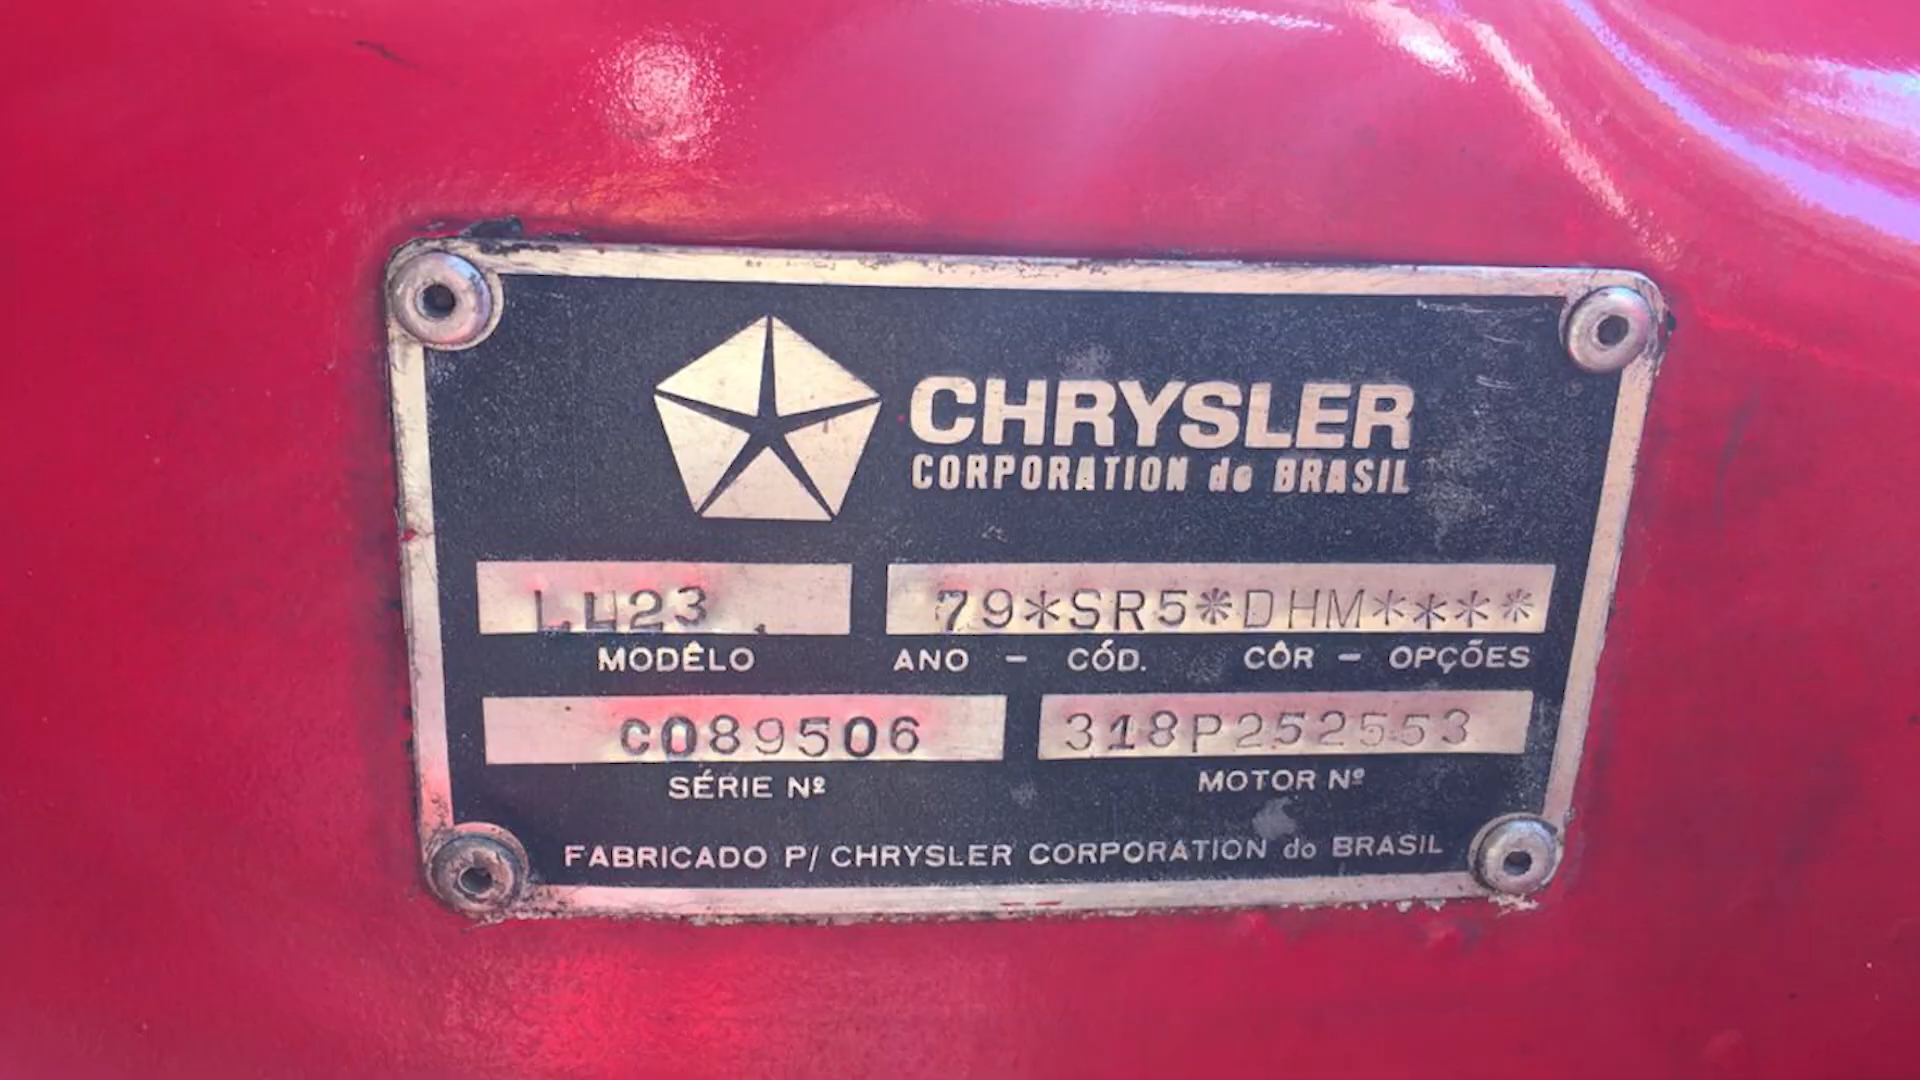 CHRYSLER
CORPORATION do BRASIL
LL23 79*SR5*DHM****
MODÊLO ANO - CÓD. CÔR - OPÇÕES
C089506 318P252553
SÉRIE Nº MOTOR Nº
FABRICADO P/ CHRYSLER CORPORATION do BRASIL